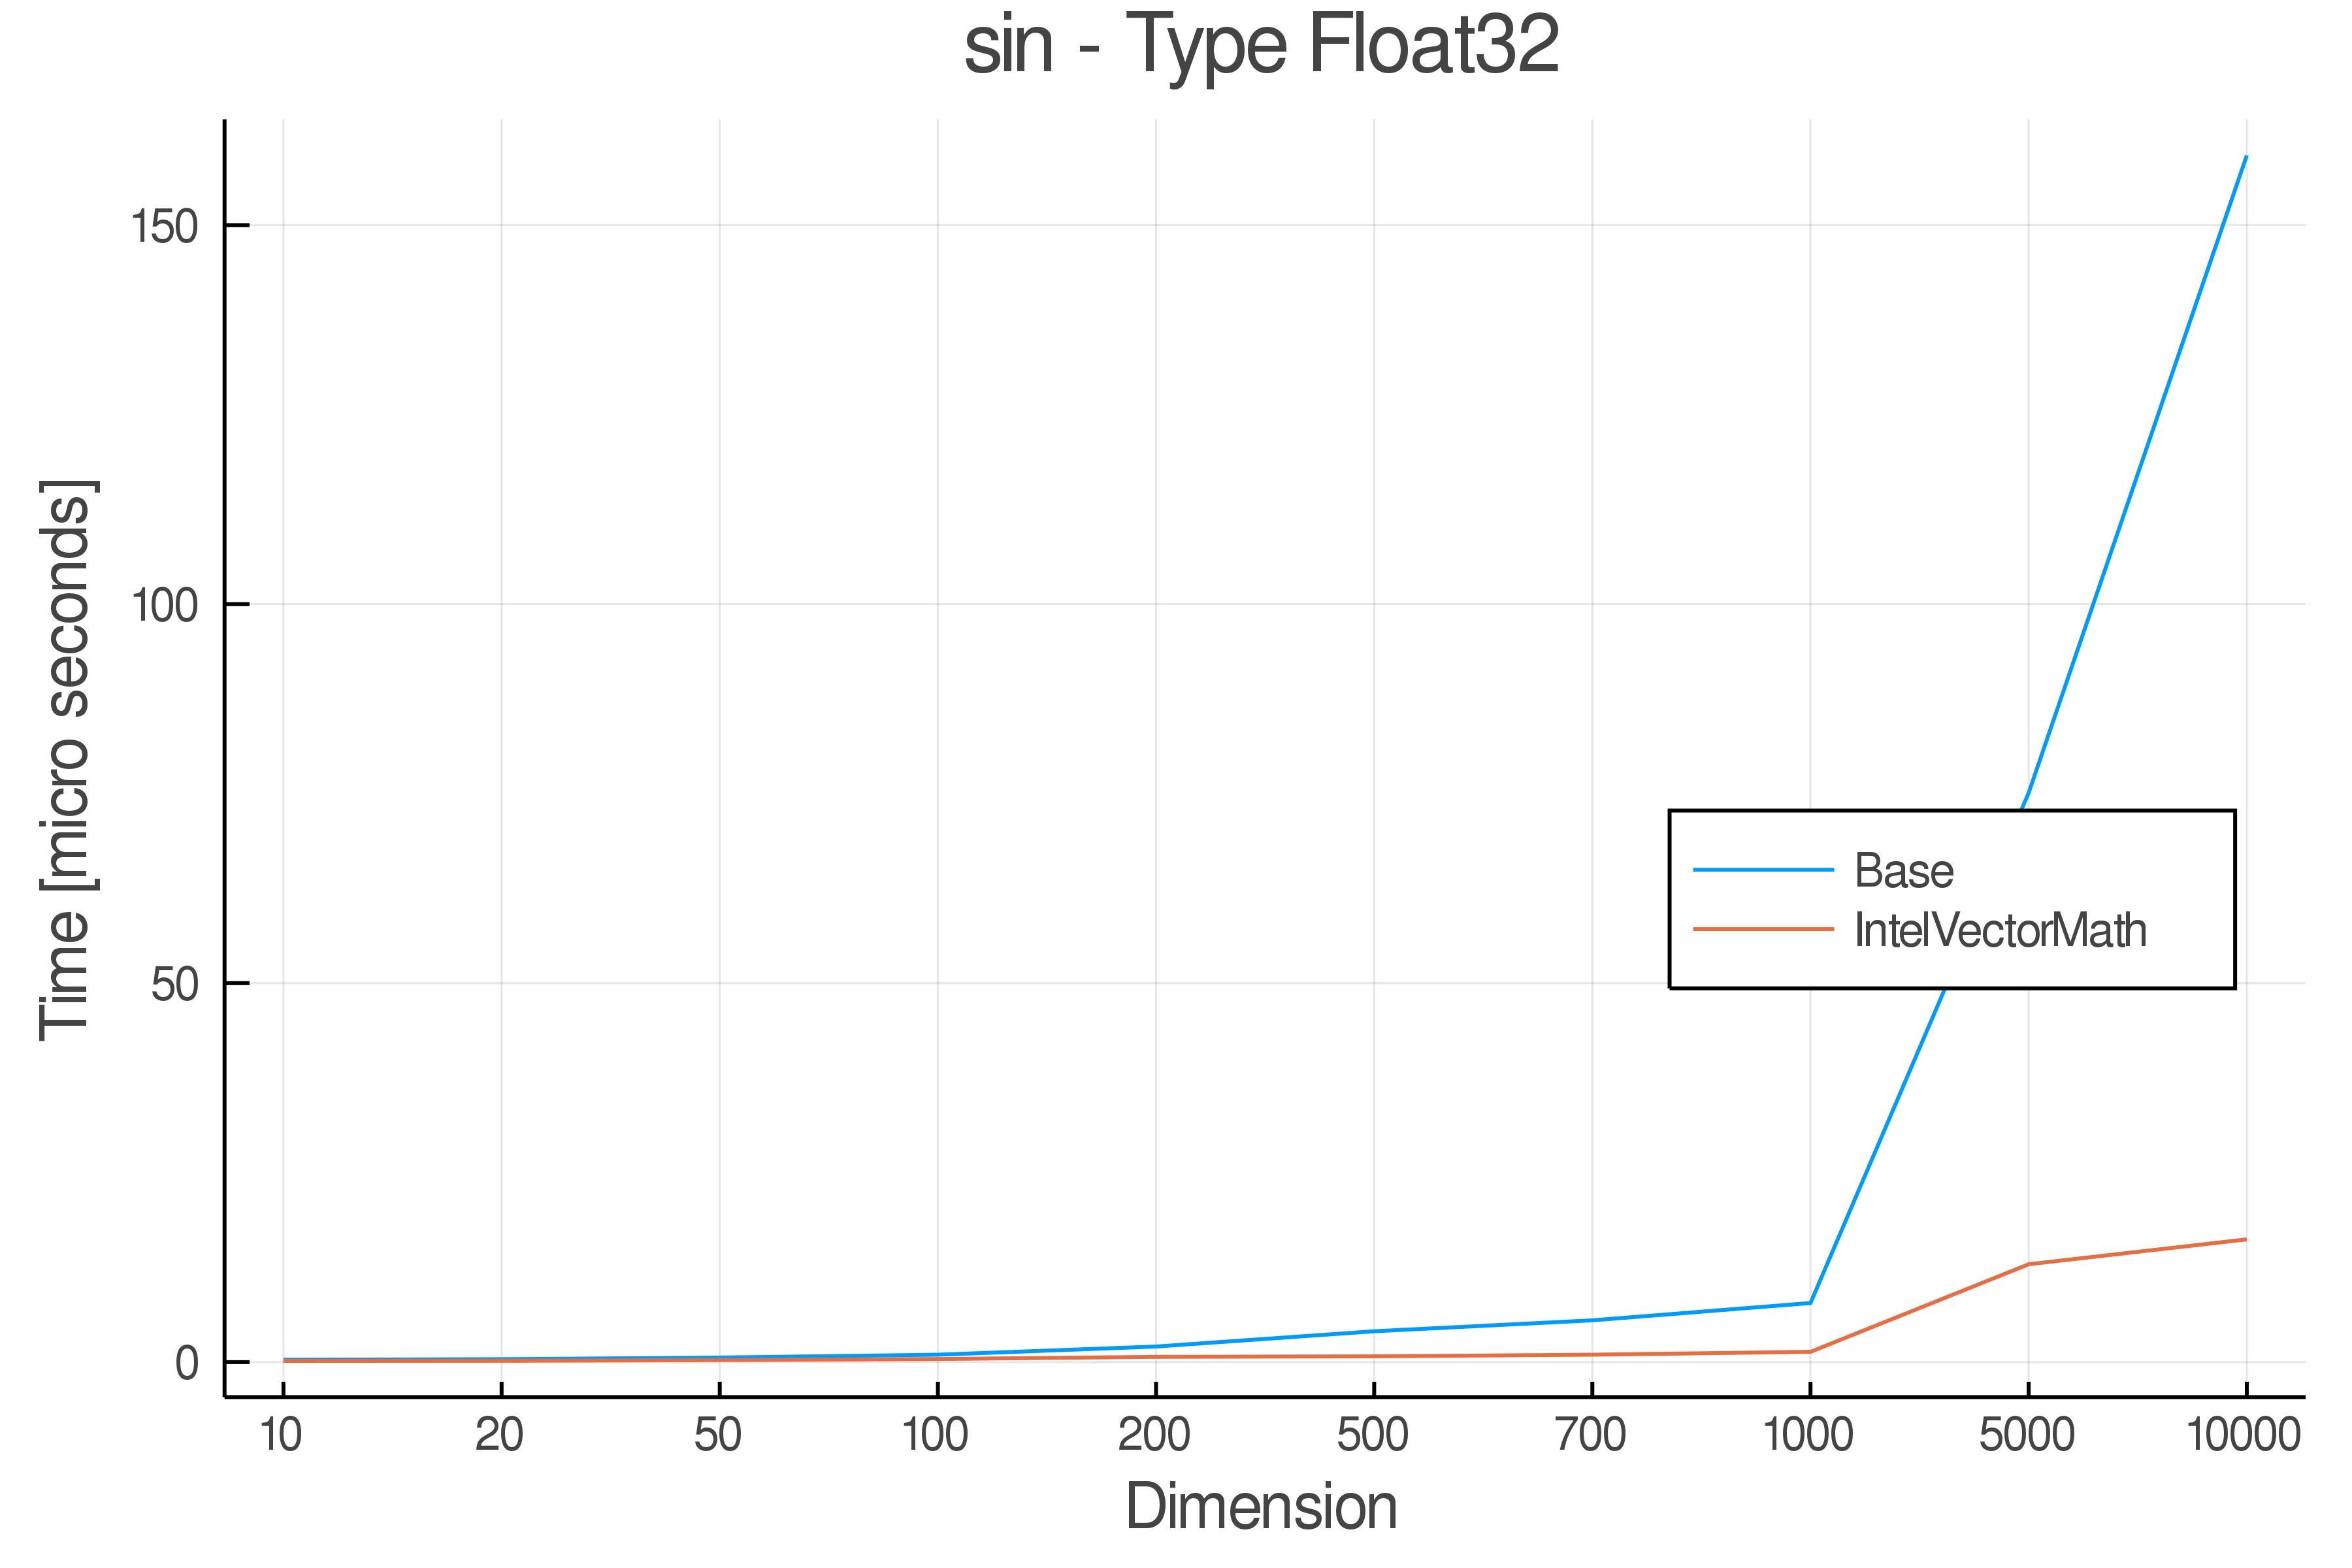 sin - Type Float32
Time [micro seconds]
150
100
50
0
Base
IntelVectorMath
10 20 50 100 200 500 700 1000 5000 10000
Dimension